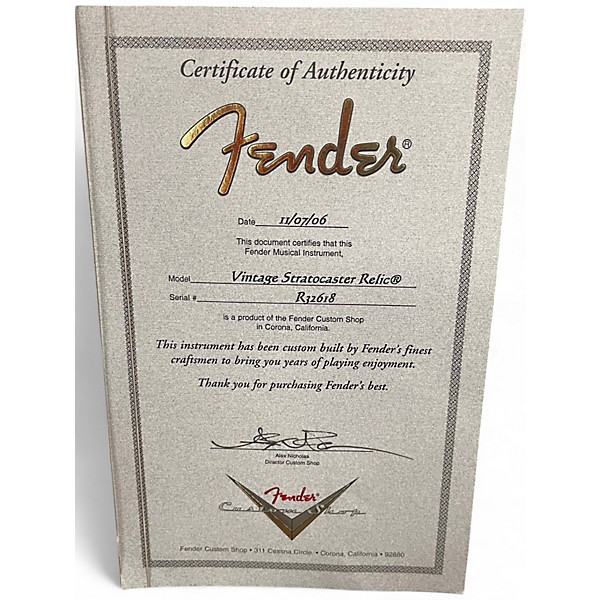 Certificate of Authenticity
Fender®
Date 11/07/06
This document certifies that this
Fender Musical Instrument,
Model Vintage Stratocaster Relic®
Serial # R32618
is a product of the Fender Custom Shop
in Corona, California.
This instrument has been custom built by Fender's finest
craftsmen to bring you years of playing enjoyment.
Thank you for purchasing Fender's best.
Alex Nicholas
Director Custom Shop
Fender®
Custom Shop
Fender Custom Shop • 311 Cessna Circle • Corona, California • 92880